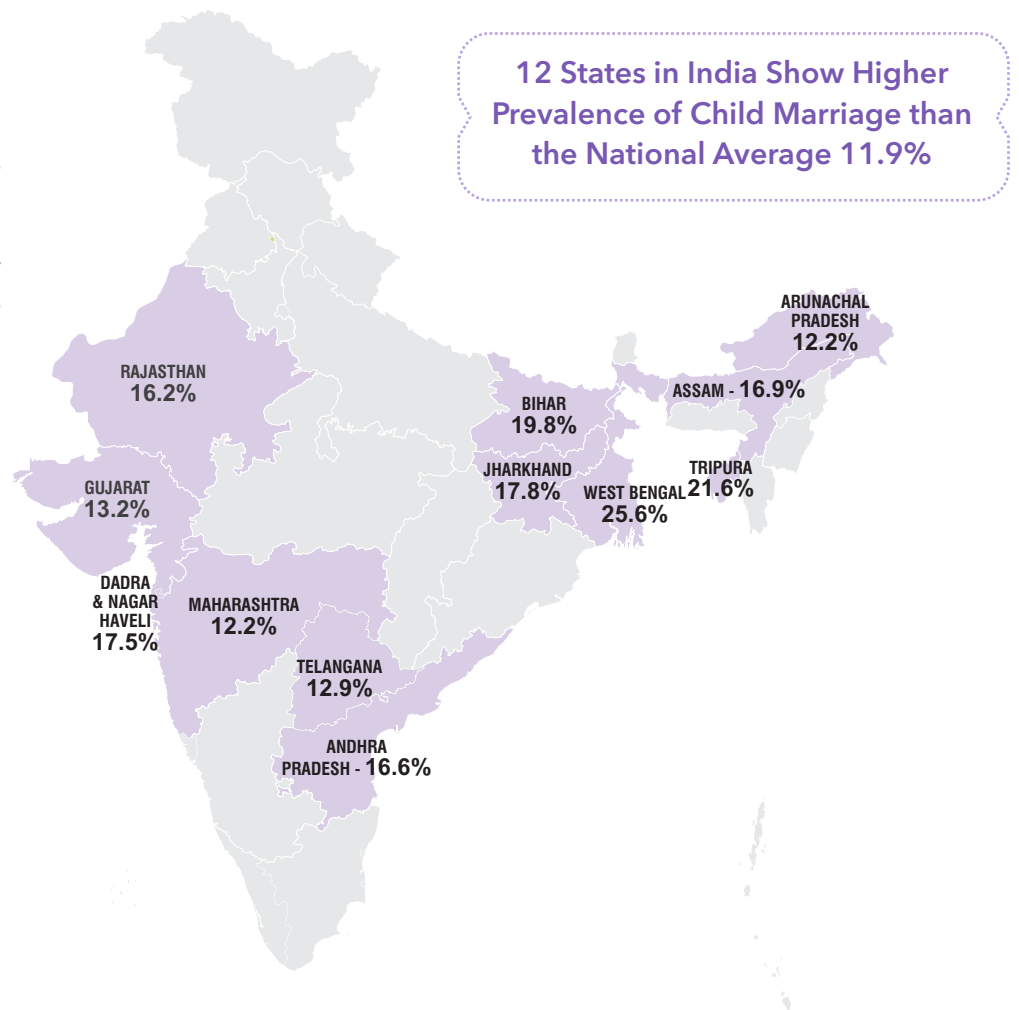 12 States in India Show Higher
Prevalence of Child Marriage than
the National Average 11.9%
ARUNACHAL
PRADESH
12.2%
RAJASTHAN
16.2%
ASSAM - 16.9%
BIHAR
19.8%
JHARKHAND
17.8%
WEST BENGAL
25.6%
TRIPURA
21.6%
GUJARAT
13.2%
DADRA
& NAGAR
HAVELI
17.5%
MAHARASHTRA
12.2%
TELANGANA
12.9%
ANDHRA
PRADESH - 16.6%